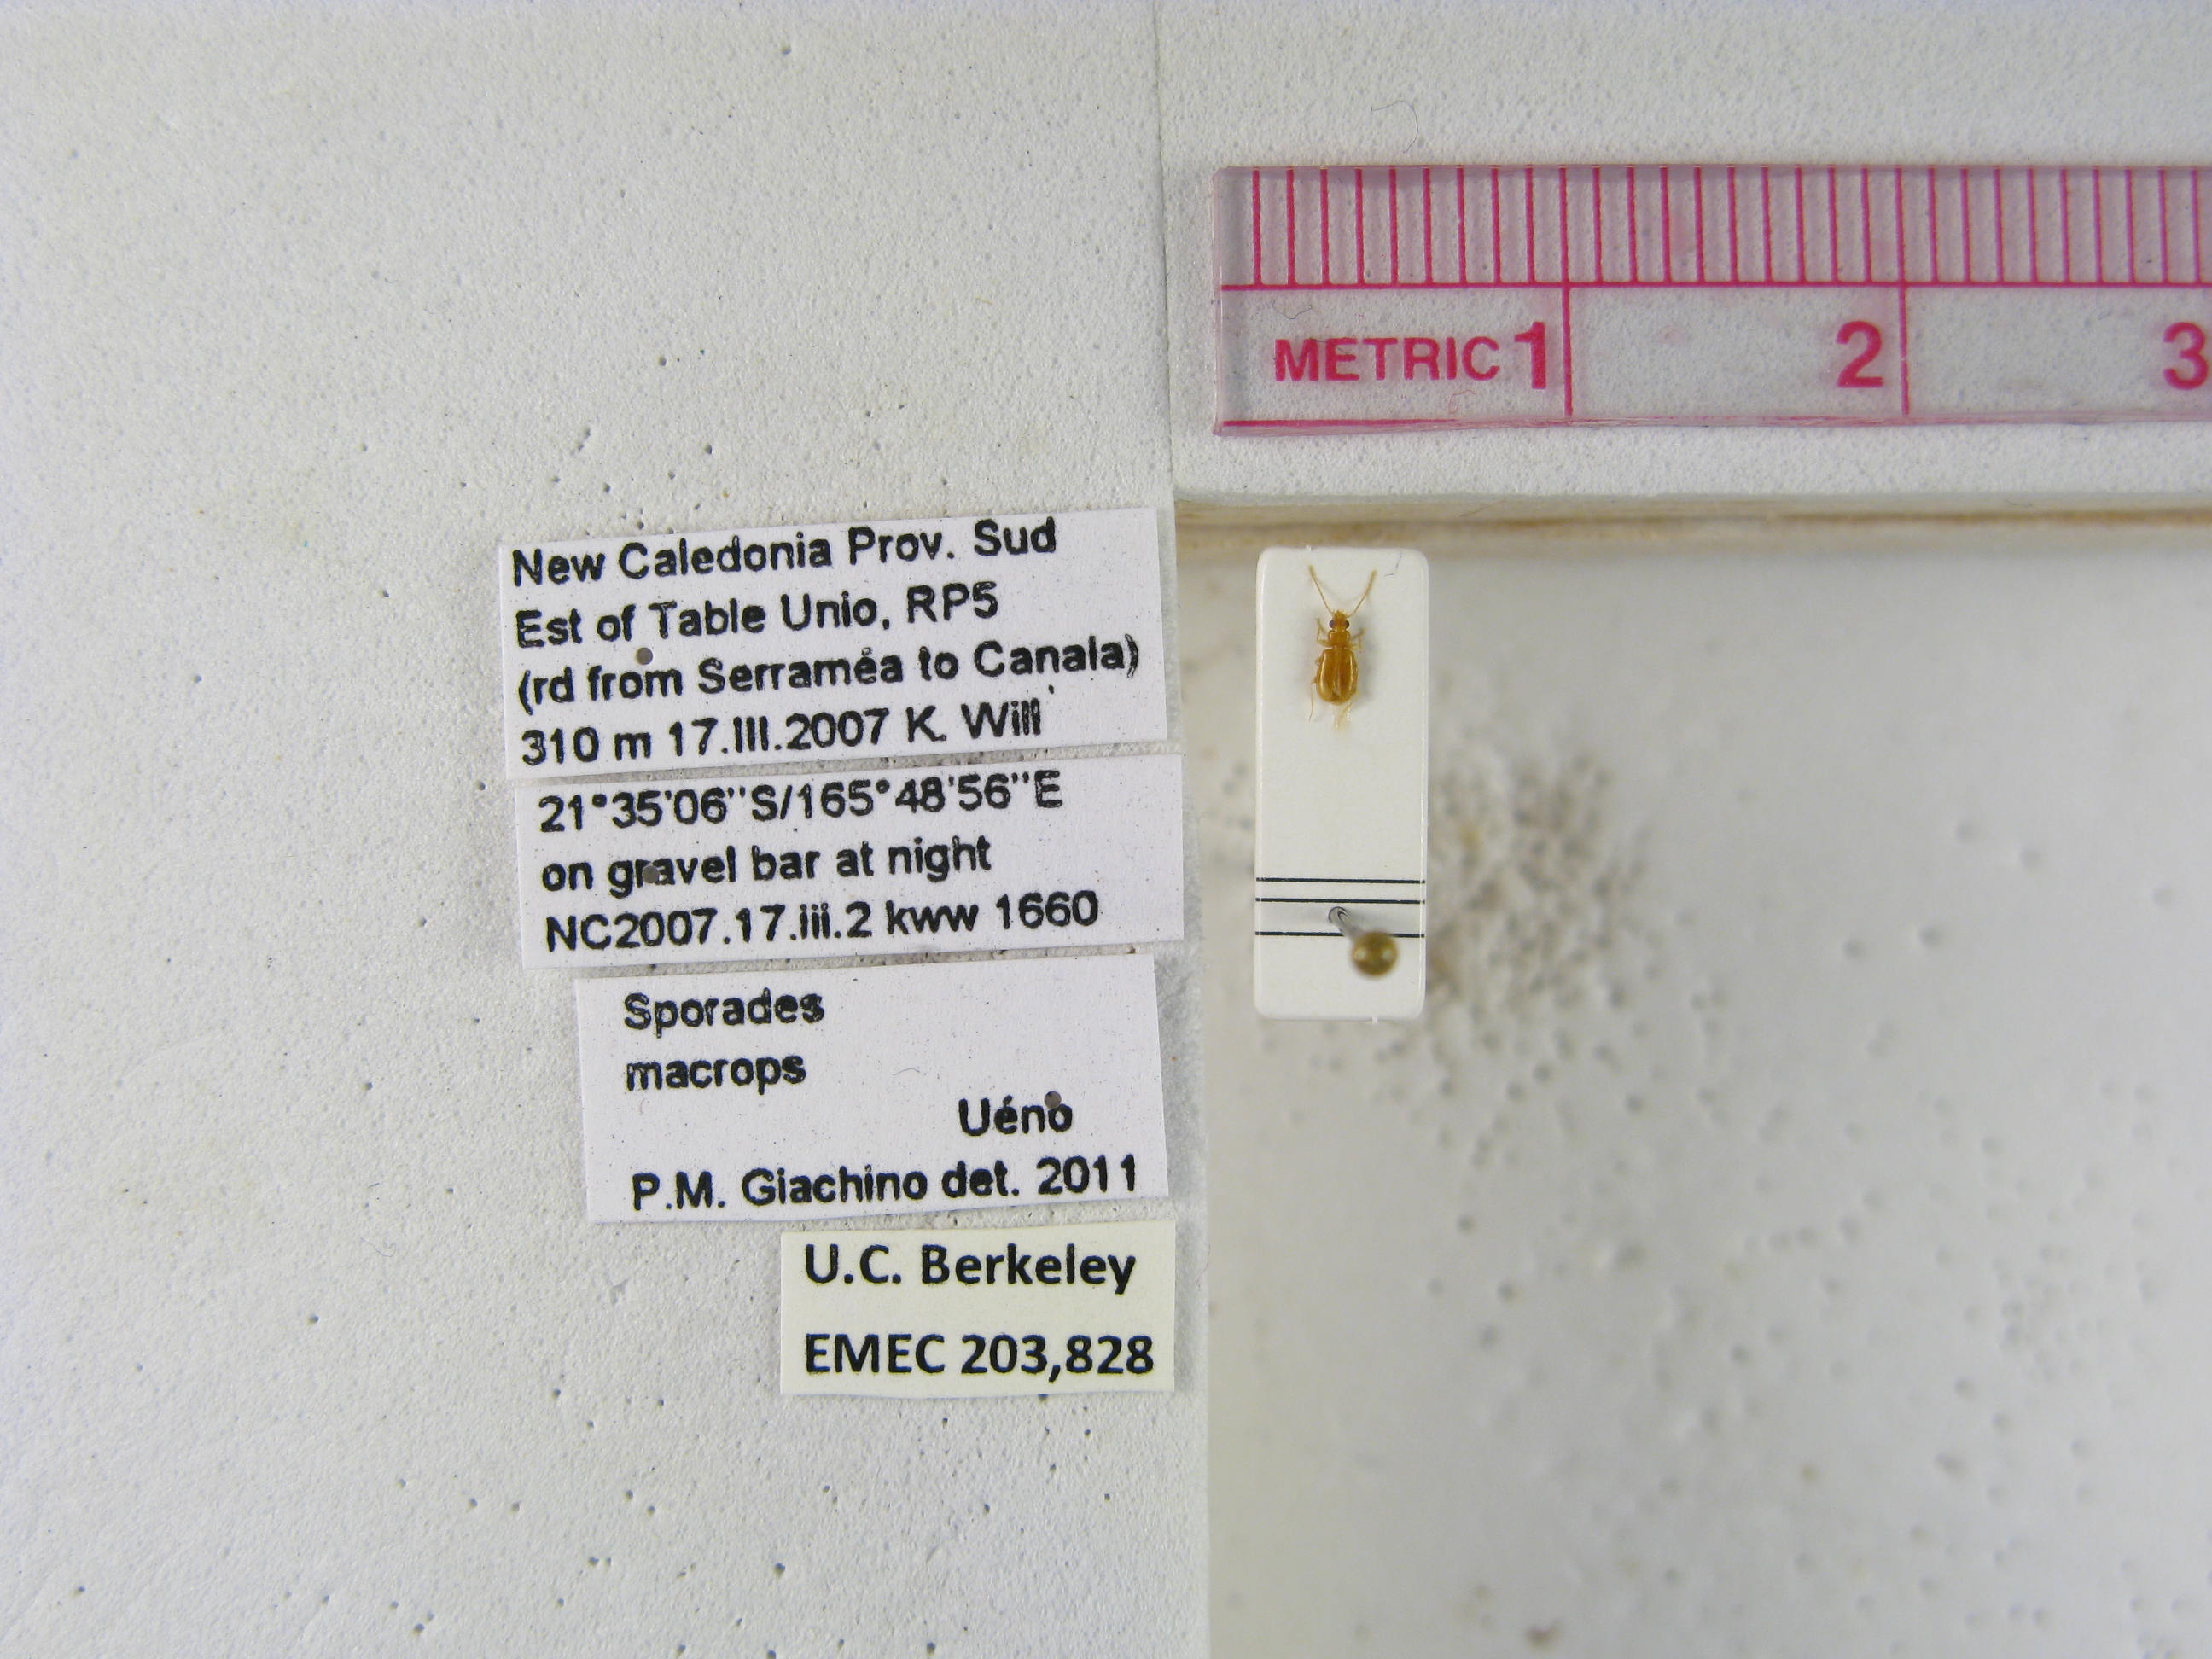 METRIC 1 2 3
New Caledonia Prov. Sud
Est of Table Unio, RP5
(rd from Serraméa to Canala)
310 m 17.III.2007 K. Will
21°35'06''S/165°48'56''E
on gravel bar at night
NC2007.17.iii.2 kww 1660
Sporades
macrops
Uéno
P.M. Giachino det. 2011
U.C. Berkeley
EMEC 203,828